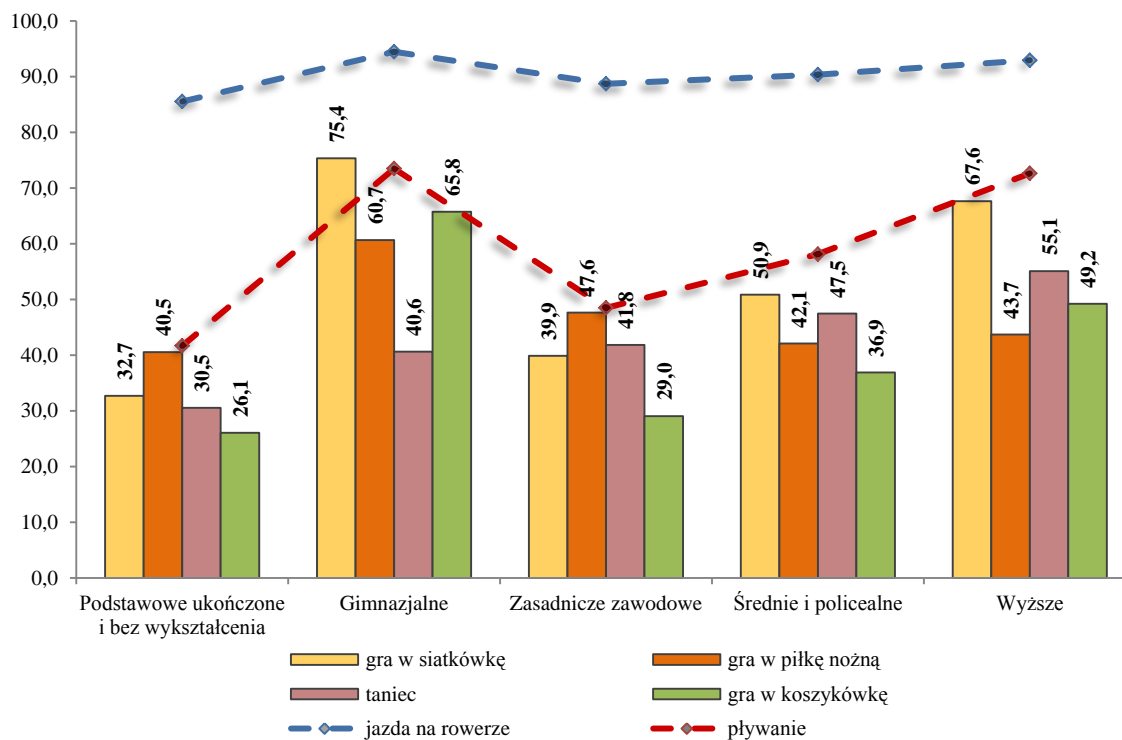 100,0
90,0
80,0
70,0
60,0
50,0
40,0
30,0
20,0
10,0
0,0
32,7
40,5
30,5
26,1
75,4
60,7
40,6
65,8
39,9
47,6
41,8
29,0
50,9
42,1
47,5
36,9
67,6
43,7
55,1
49,2
Podstawowe ukończone
i bez wykształcenia
Gimnazjalne
Zasadnicze zawodowe
Średnie i policealne
Wyższe
gra w siatkówkę
gra w piłkę nożną
taniec
gra w koszykówkę
jazda na rowerze
pływanie